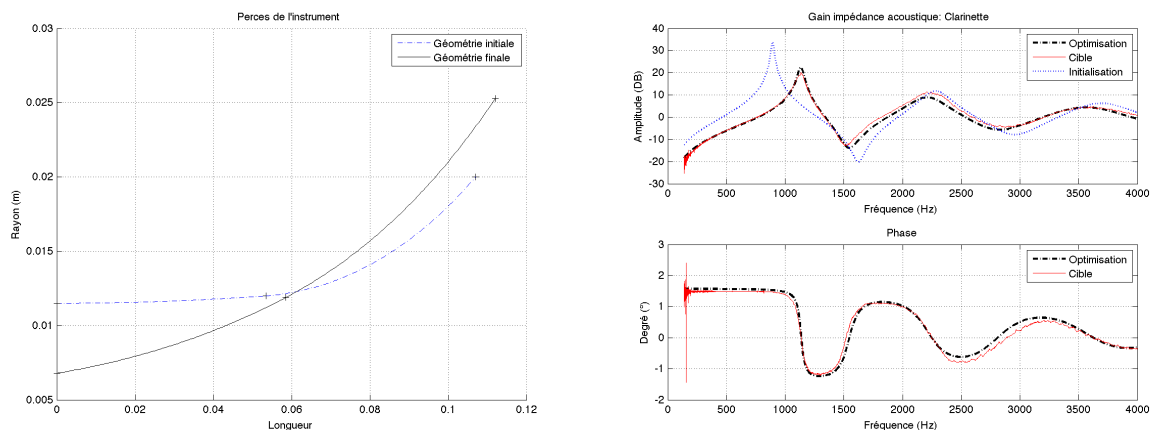 Perces de l'instrument
0.03
0.025
0.02
0.015
0.01
0.005
Rayon (m)
0
0.02
0.04
0.06
0.08
0.1
0.12
Longueur
Géométrie initiale
Géométrie finale
Gain impédance acoustique: Clarinette
40
30
20
10
0
-10
-20
-30
Amplitude (DB)
0
500
1000
1500
2000
2500
3000
3500
4000
Fréquence (Hz)
Optimisation
Cible
Initialisation
Phase
3
2
1
0
-1
-2
Degré (°)
0
500
1000
1500
2000
2500
3000
3500
4000
Fréquence (Hz)
Optimisation
Cible